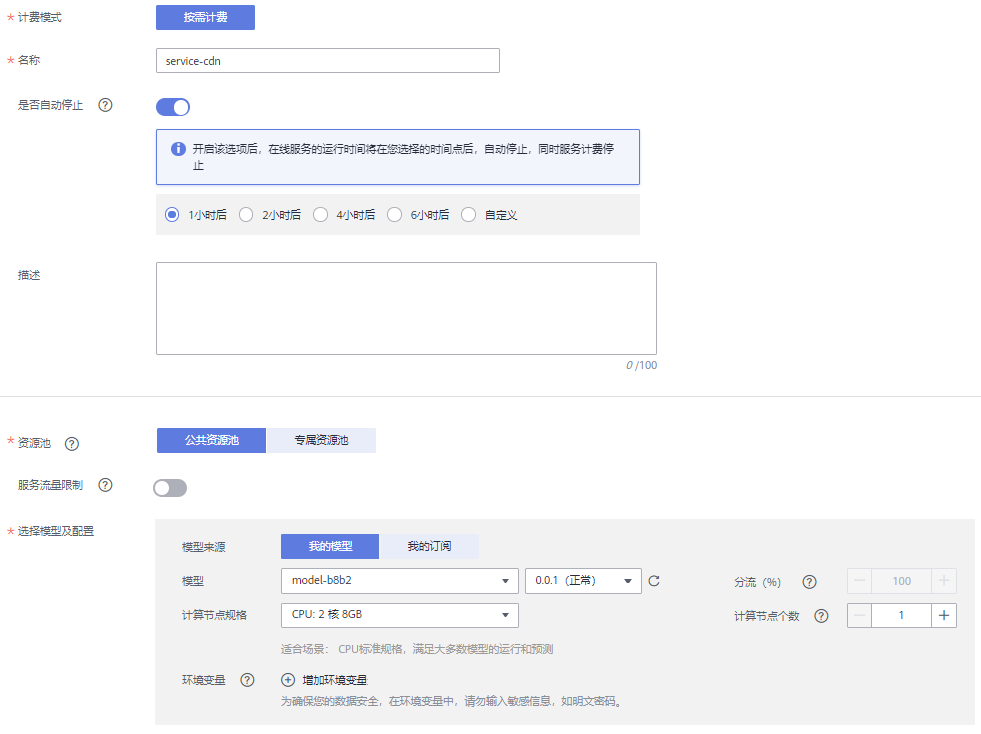 * 计费模式 按需计费
* 名称 service-cdn
是否自动停止 ?
i 开启该选项后，在线服务的运行时间将在您选择的时间点后，自动停止，同时服务计费停
止
1小时后 2小时后 4小时后 6小时后 自定义
描述
0 /100
* 资源池 ? 公共资源池 专属资源池
服务流量限制 ?
* 选择模型及配置
模型来源 我的模型 我的订阅
模型 model-b8b2 0.0.1（正常） 分流（%） ? 100
计算节点规格 CPU: 2 核 8GB 计算节点个数 ? 1
适合场景： CPU标准规格，满足大多数模型的运行和预测
环境变量 ? 增加环境变量
为确保您的数据安全，在环境变量中，请勿输入敏感信息，如明文密码。